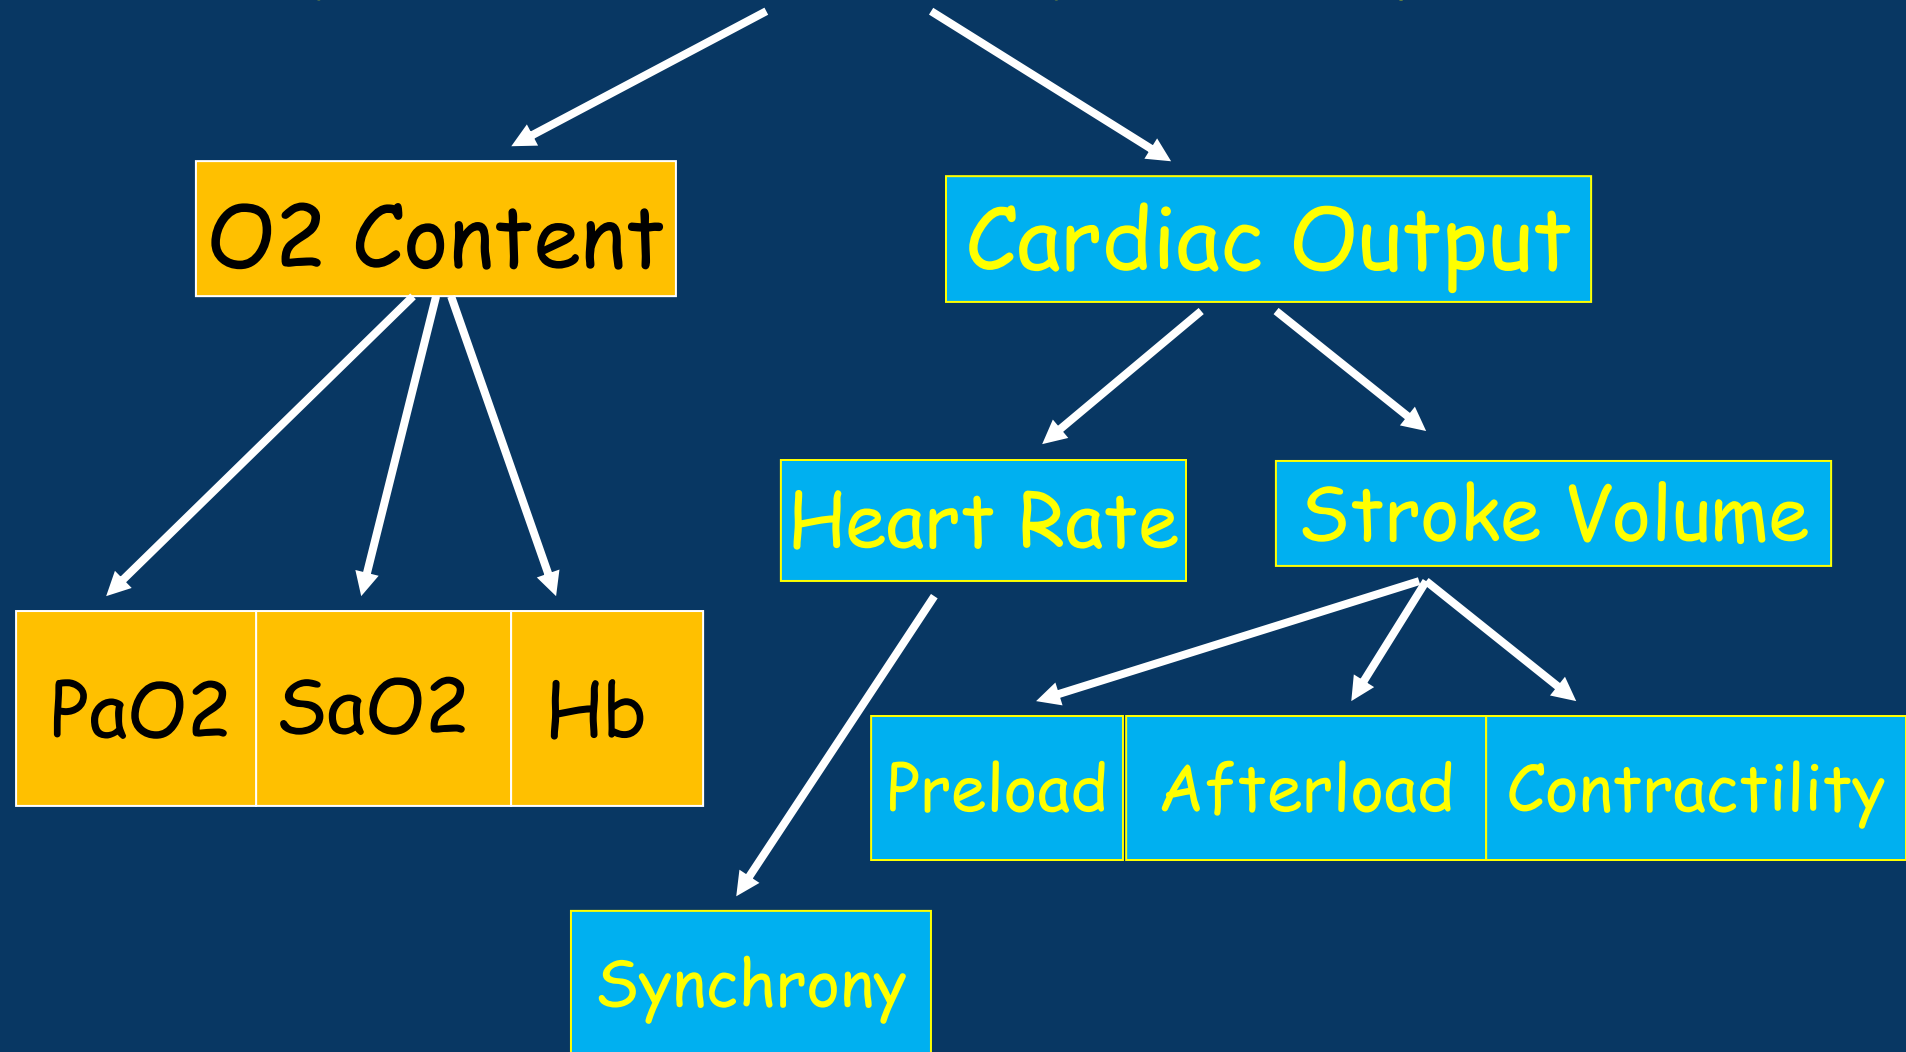 O2 Content
Cardiac Output
Heart Rate
Stroke Volume
PaO2
SaO2
Hb
Preload
Afterload
Contractility
Synchrony